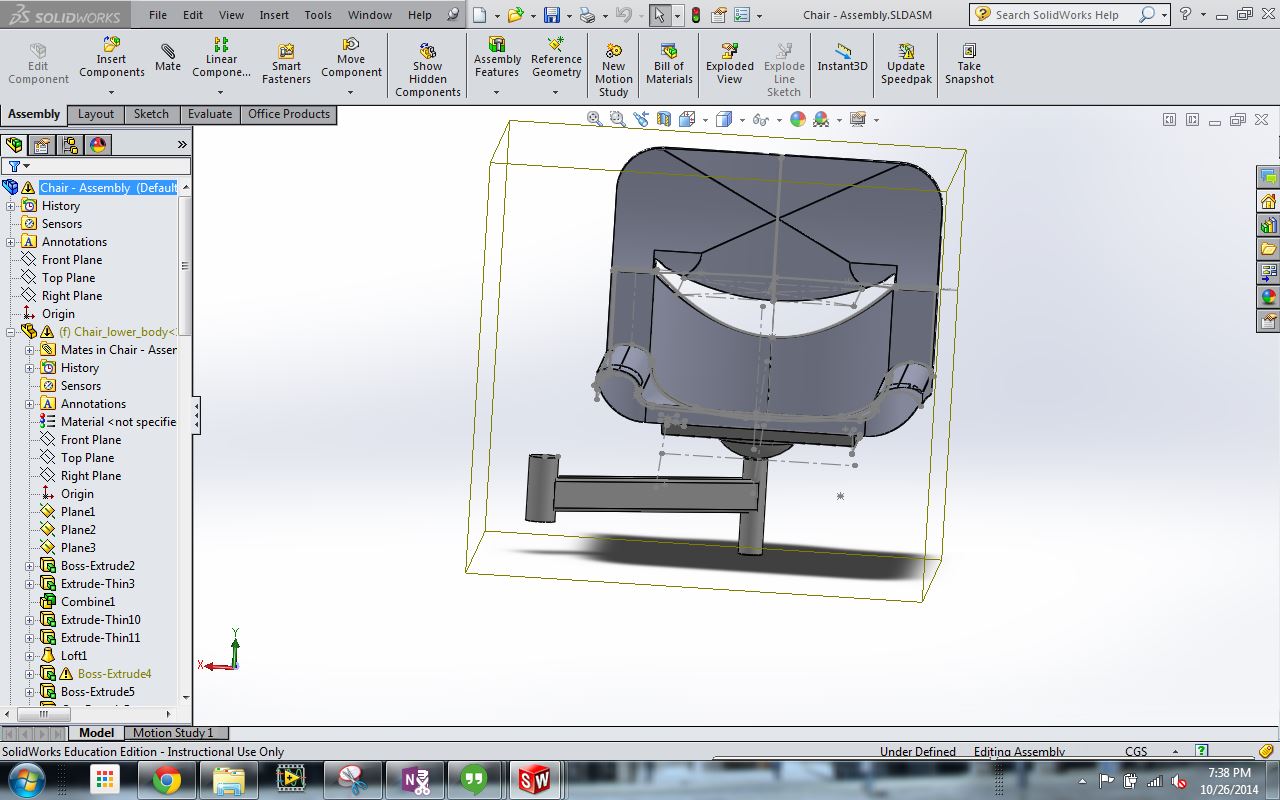 SOLIDWORKS File Edit View Insert Tools Window Help Chair - Assembly.SLDASM Search SolidWorks Help
Edit Component
Insert Components
Mate
Linear Compone...
Smart Fasteners
Move Component
Show Hidden Components
Assembly Features
Reference Geometry
New Motion Study
Bill of Materials
Exploded View
Explode Line Sketch
Instant3D
Update Speedpak
Take Snapshot
Assembly Layout Sketch Evaluate Office Products
Chair - Assembly (Default
History
Sensors
Annotations
Front Plane
Top Plane
Right Plane
Origin
(f) Chair_lower_body<
Mates in Chair - Asser
History
Sensors
Annotations
Material <not specifie
Front Plane
Top Plane
Right Plane
Origin
Plane1
Plane2
Plane3
Boss-Extrude2
Extrude-Thin3
Combine1
Extrude-Thin10
Extrude-Thin11
Loft1
Boss-Extrude4
Boss-Extrude5
Y
X
Model Motion Study 1
SolidWorks Education Edition - Instructional Use Only Under Defined Editing Assembly CGS
7:38 PM
10/26/2014